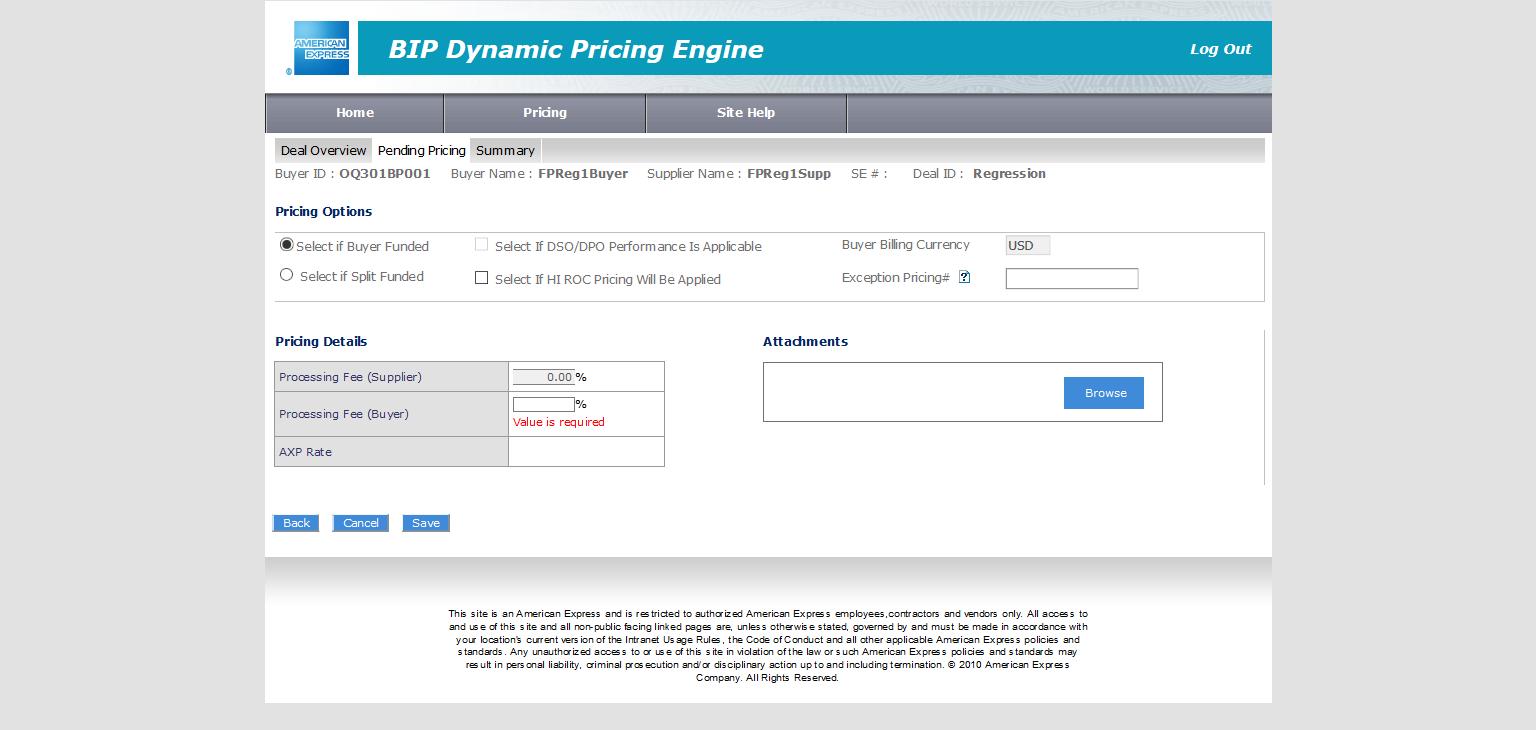 AMERICAN
EXPRESS
®
BIP Dynamic Pricing Engine
Log Out
Home
Pricing
Site Help
Deal Overview
Pending Pricing
Summary
Buyer ID : OQ301BP001 Buyer Name : FPReg1Buyer Supplier Name : FPReg1Supp SE # : Deal ID : Regression
Pricing Options
Select if Buyer Funded
Select If DSO/DPO Performance Is Applicable
Buyer Billing Currency
USD
Select if Split Funded
Select If HI ROC Pricing Will Be Applied
Exception Pricing# ?
Pricing Details
Attachments
Processing Fee (Supplier)
0.00 %
Browse
Processing Fee (Buyer)
%
Value is required
AXP Rate
Back
Cancel
Save
This site is an American Express and is restricted to authorized American Express employees,contractors and vendors only. All access to
and use of this site and all non-public facing linked pages are, unless otherwise stated, governed by and must be made in accordance with
your location's current version of the Intranet Usage Rules, the Code of Conduct and all other applicable American Express policies and
standards. Any unauthorized access to or use of this site in violation of the law or such American Express policies and standards may
result in personal liability, criminal prosecution and/or disciplinary action up to and including termination. © 2010 American Express
Company. All Rights Reserved.